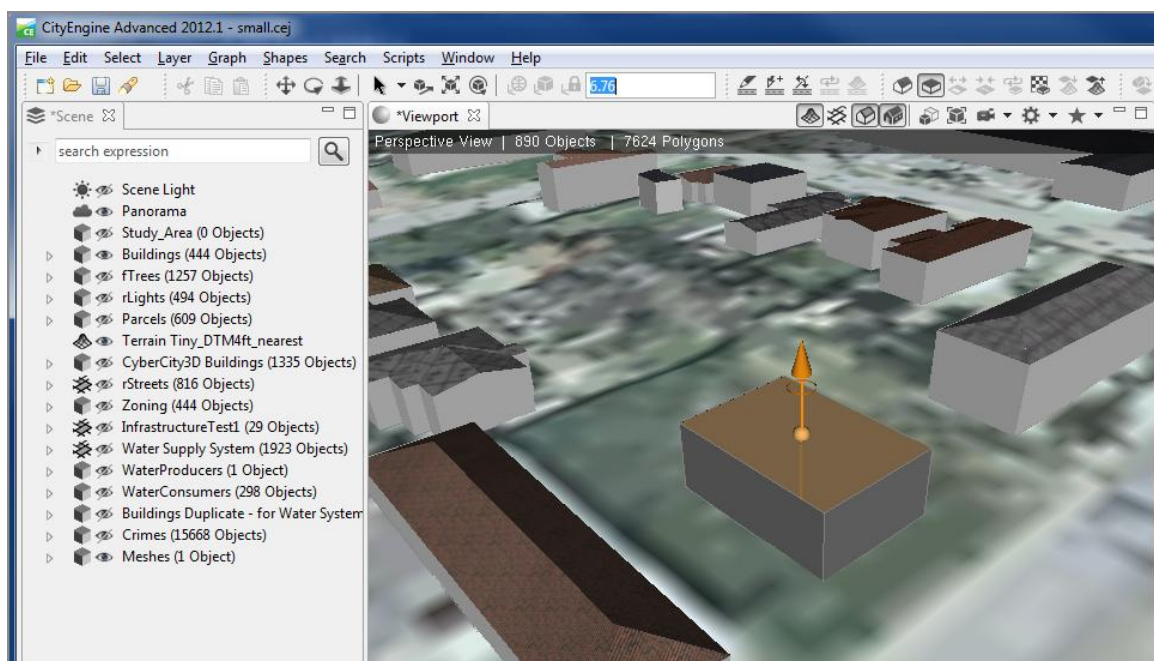 CityEngine Advanced 2012.1 - small.cej
File Edit Select Layer Graph Shapes Search Scripts Window Help
6.76
*Scene
*Viewport
search expression
Perspective View | 890 Objects | 7624 Polygons
Scene Light
Panorama
Study_Area (0 Objects)
Buildings (444 Objects)
fTrees (1257 Objects)
rLights (494 Objects)
Parcels (609 Objects)
Terrain Tiny_DTM4ft_nearest
CyberCity3D Buildings (1335 Objects)
rStreets (816 Objects)
Zoning (444 Objects)
InfrastructureTest1 (29 Objects)
Water Supply System (1923 Objects)
WaterProducers (1 Object)
WaterConsumers (298 Objects)
Buildings Duplicate - for Water System
Crimes (15668 Objects)
Meshes (1 Object)